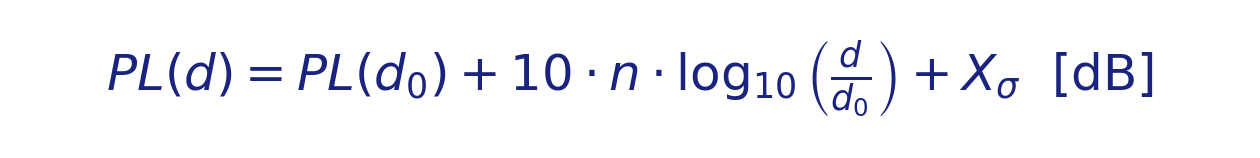 PL(d) = PL(d₀) + 10 · n · log₁₀ (d/d₀) + X_σ [dB]